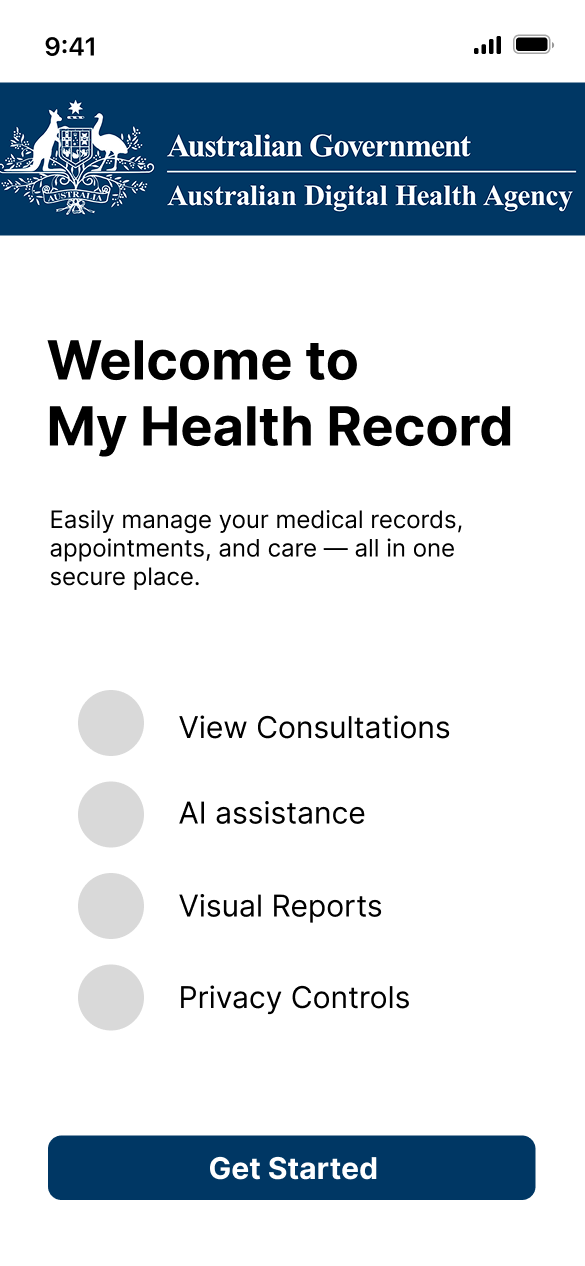 9:41
AUSTRALIA
Australian Government
Australian Digital Health Agency
Welcome to
My Health Record
Easily manage your medical records,
appointments, and care — all in one
secure place.
View Consultations
AI assistance
Visual Reports
Privacy Controls
Get Started